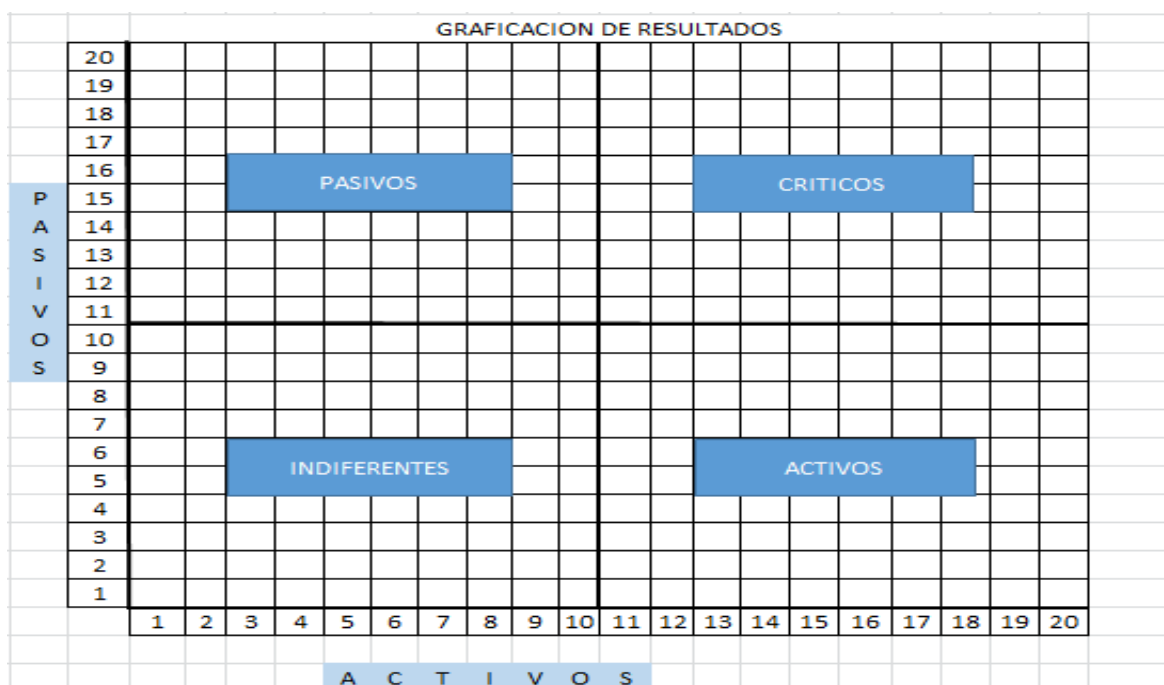 GRAFICACION DE RESULTADOS
20
19
18
17
16
PASIVOS CRITICOS
P 15
A 14
S 13
I 12
V 11
O 10
S 9
8
7
6
INDIFERENTES ACTIVOS
5
4
3
2
1
1 2 3 4 5 6 7 8 9 10 11 12 13 14 15 16 17 18 19 20
A C T I V O S